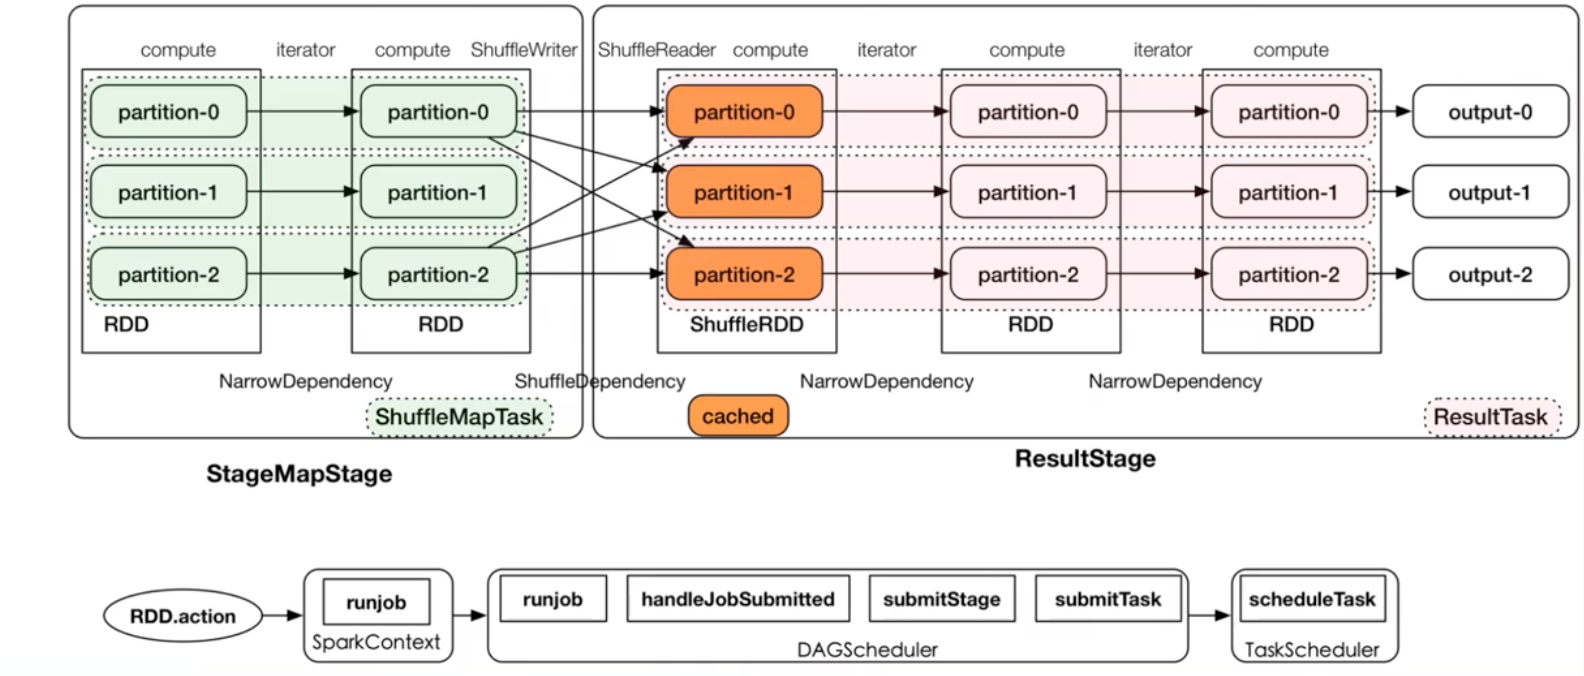 compute iterator compute ShuffleWriter ShuffleReader compute iterator compute iterator compute
partition-0 partition-0 partition-0 partition-0 partition-0 output-0
partition-1 partition-1 partition-1 partition-1 partition-1 output-1
partition-2 partition-2 partition-2 partition-2 partition-2 output-2
RDD RDD ShuffleRDD RDD RDD
NarrowDependency ShuffleDependency NarrowDependency NarrowDependency
ShuffleMapTask cached ResultTask
StageMapStage ResultStage
RDD.action runjob runjob handleJobSubmitted submitStage submitTask scheduleTask
SparkContext DAGScheduler TaskScheduler